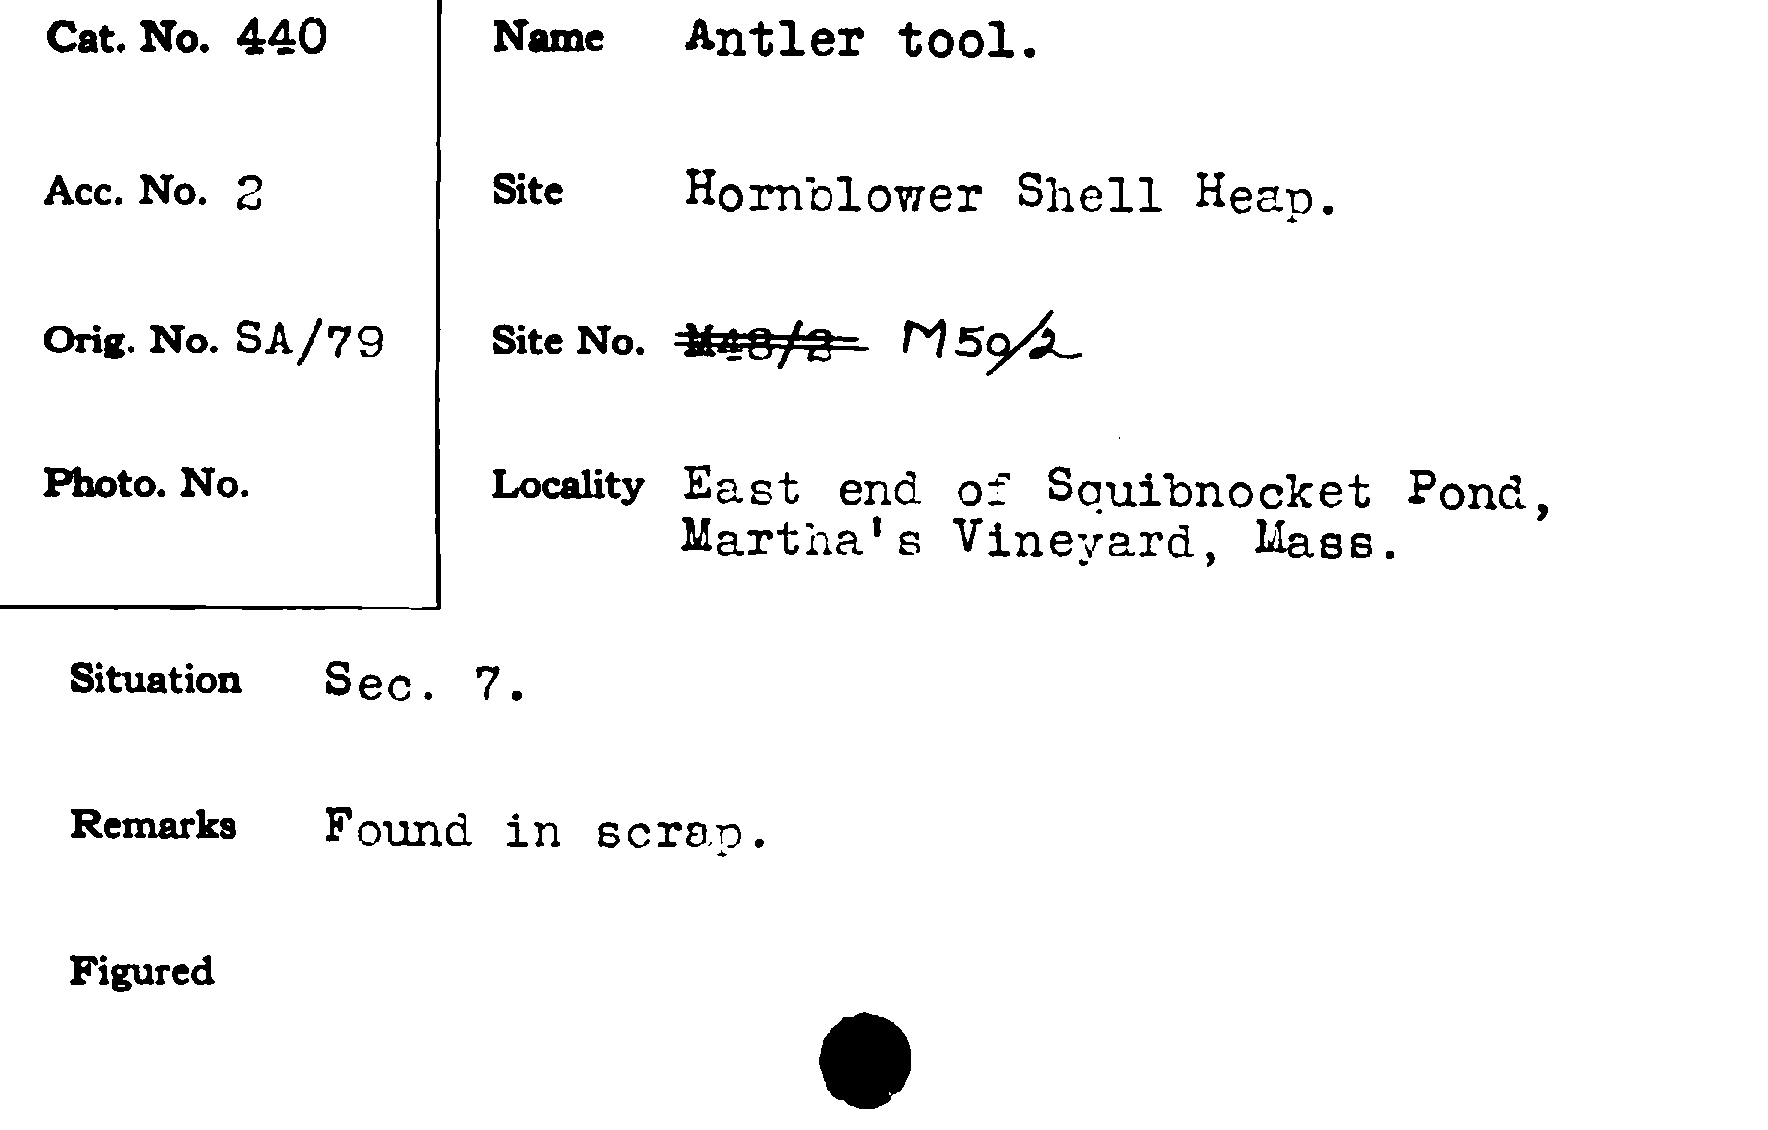 Cat. No. 440
Name Antler tool.
Acc. No. 2
Site Hornblower Shell Heap.
Orig. No. SA/79
Site No. M48/2 M50/2
Photo. No.
Locality East end of Squibnocket Pond,
Martha's Vineyard, Mass.
Situation Sec. 7.
Remarks Found in scrap.
Figured